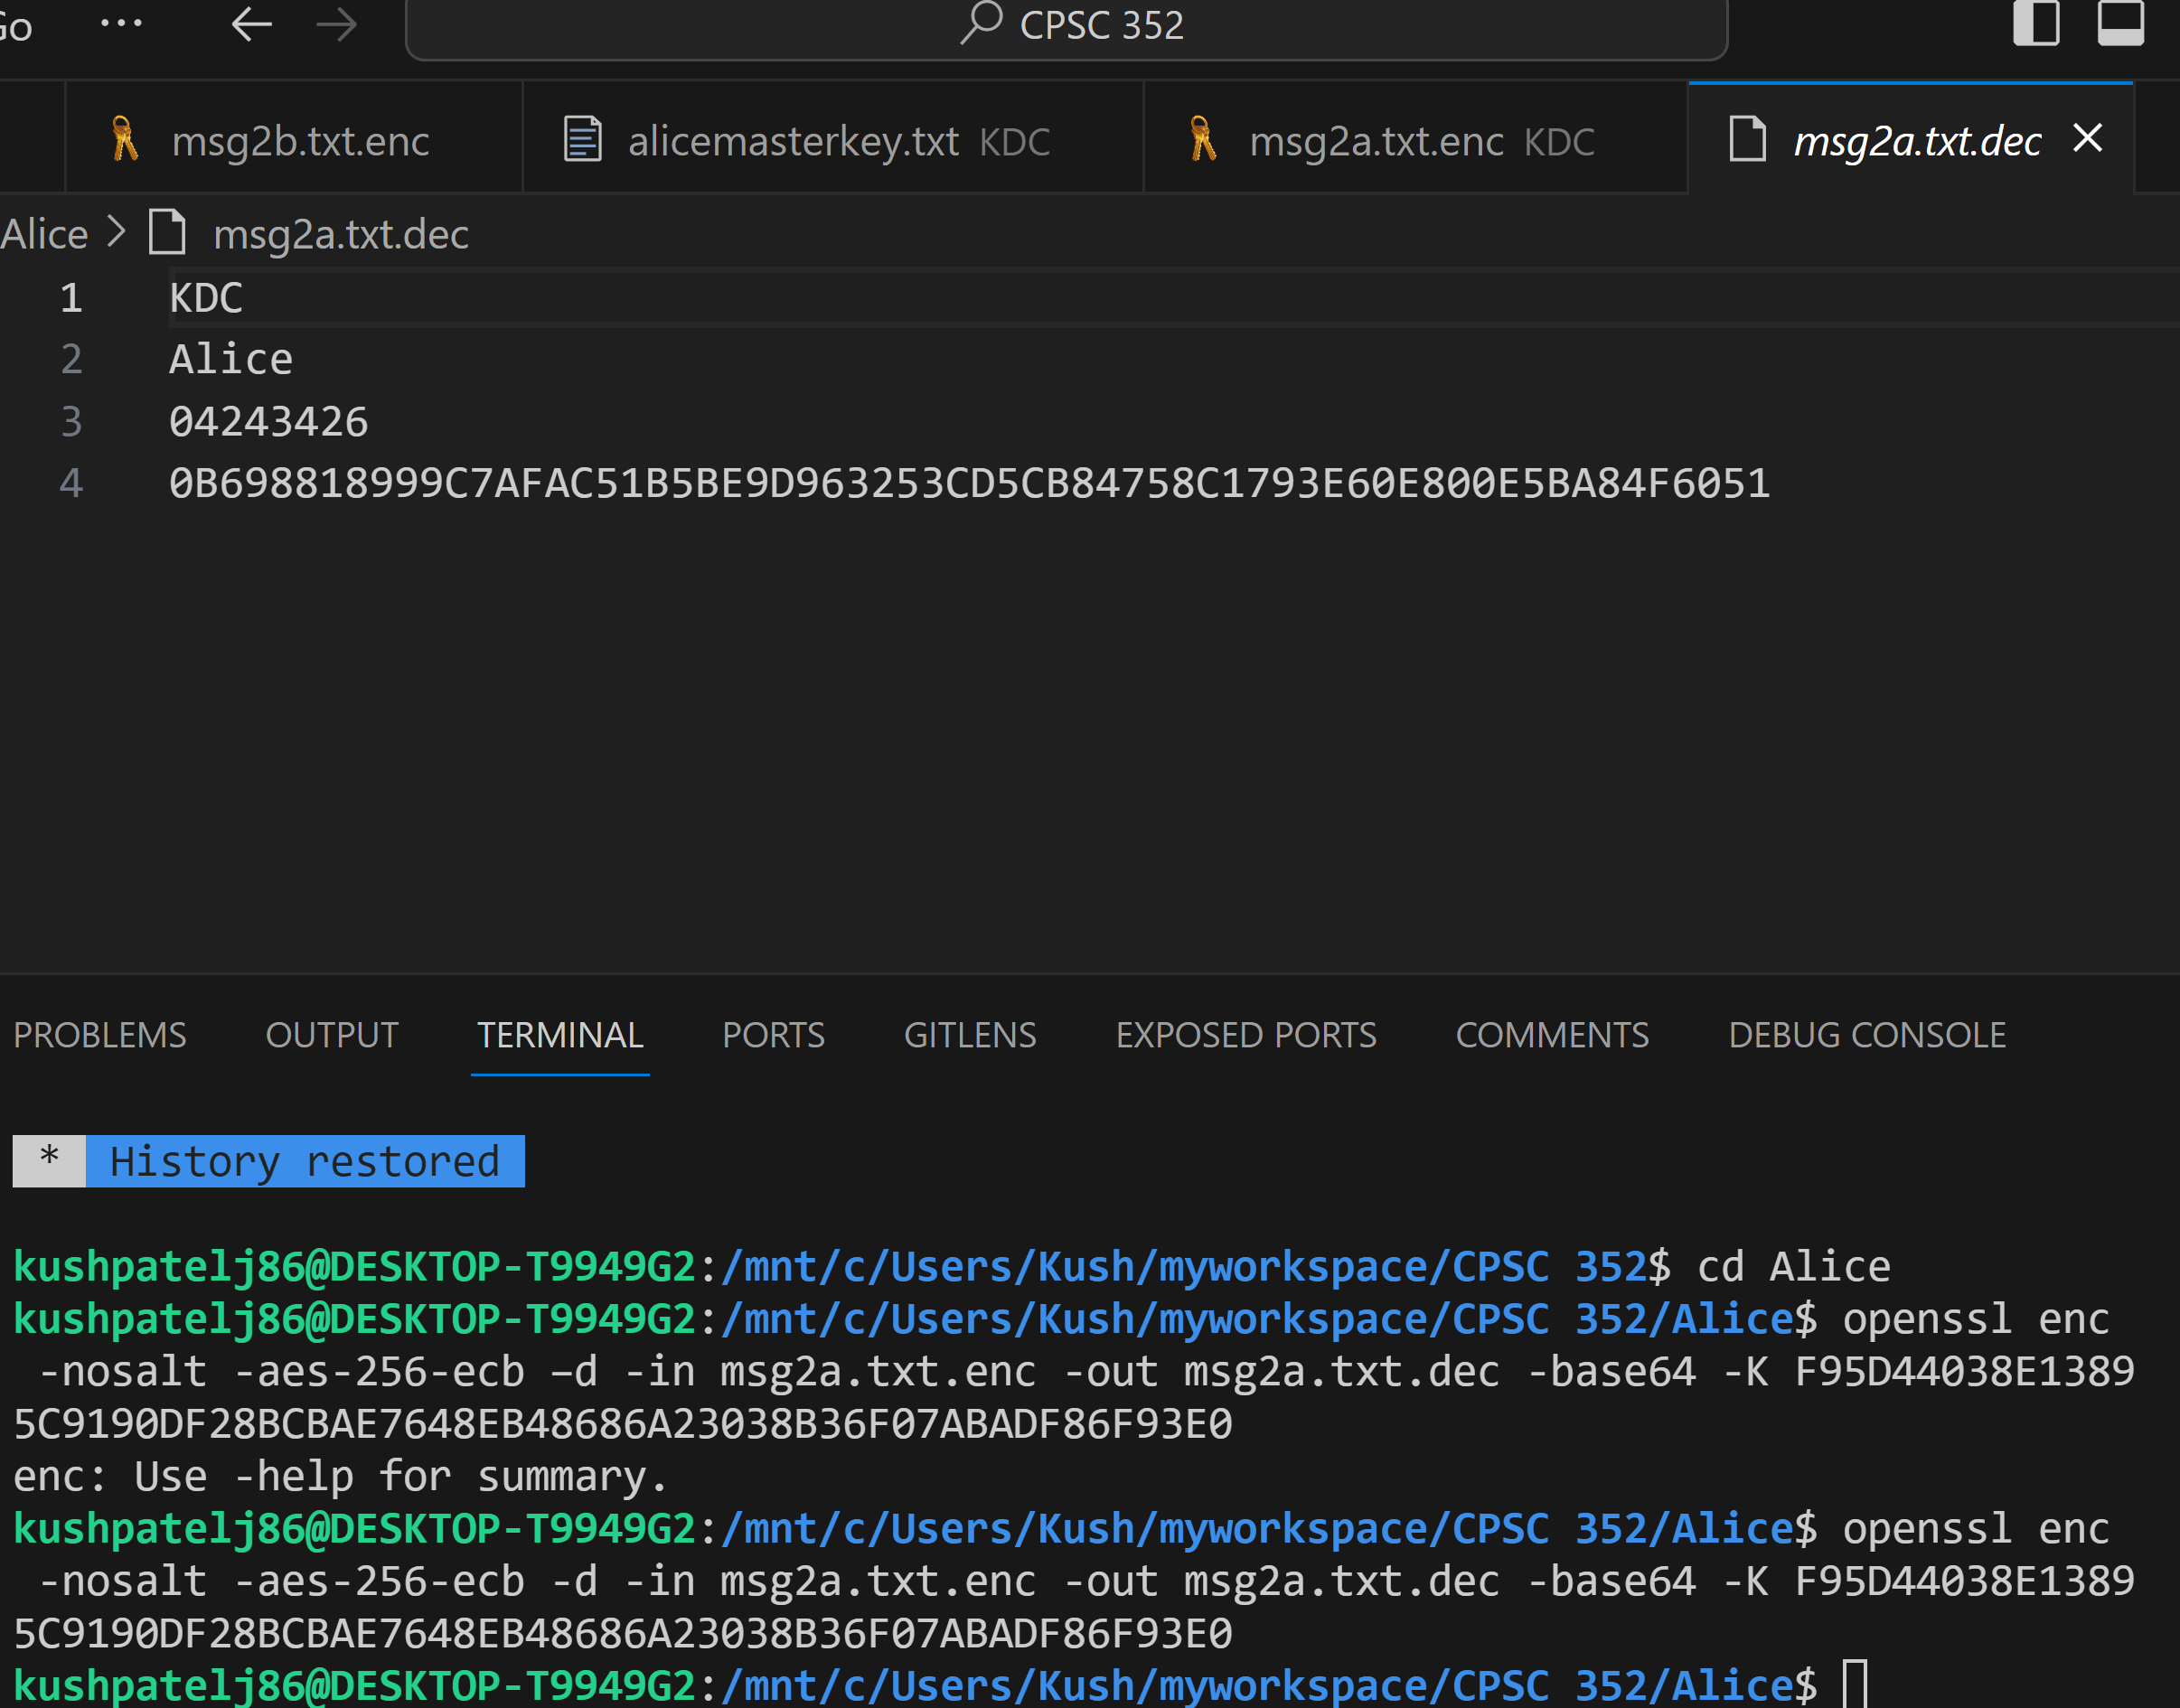 Go ··· CPSC 352
msg2b.txt.enc alicemasterkey.txt KDC msg2a.txt.enc KDC msg2a.txt.dec
Alice > msg2a.txt.dec
1 KDC
2 Alice
3 04243426
4 0B698818999C7AFAC51B5BE9D963253CD5CB84758C1793E60E800E5BA84F6051
PROBLEMS OUTPUT TERMINAL PORTS GITLENS EXPOSED PORTS COMMENTS DEBUG CONSOLE
* History restored
kushpatelj86@DESKTOP-T9949G2:/mnt/c/Users/Kush/myworkspace/CPSC 352$ cd Alice
kushpatelj86@DESKTOP-T9949G2:/mnt/c/Users/Kush/myworkspace/CPSC 352/Alice$ openssl enc
-nosalt -aes-256-ecb –d -in msg2a.txt.enc -out msg2a.txt.dec -base64 -K F95D44038E1389
5C9190DF28BCBAE7648EB48686A23038B36F07ABADF86F93E0
enc: Use -help for summary.
kushpatelj86@DESKTOP-T9949G2:/mnt/c/Users/Kush/myworkspace/CPSC 352/Alice$ openssl enc
-nosalt -aes-256-ecb -d -in msg2a.txt.enc -out msg2a.txt.dec -base64 -K F95D44038E1389
5C9190DF28BCBAE7648EB48686A23038B36F07ABADF86F93E0
kushpatelj86@DESKTOP-T9949G2:/mnt/c/Users/Kush/myworkspace/CPSC 352/Alice$